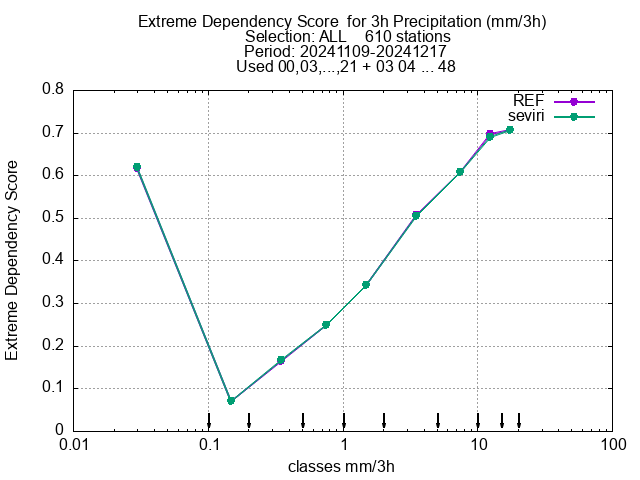 Extreme Dependency Score  for 3h Precipitation (mm/3h)
Selection: ALL    610 stations
Period: 20241109-20241217
Used 00,03,...,21 + 03 04 ... 48
REF
seviri
Extreme Dependency Score
0.8
0.7
0.6
0.5
0.4
0.3
0.2
0.1
0
0.01
0.1
1
10
100
classes mm/3h